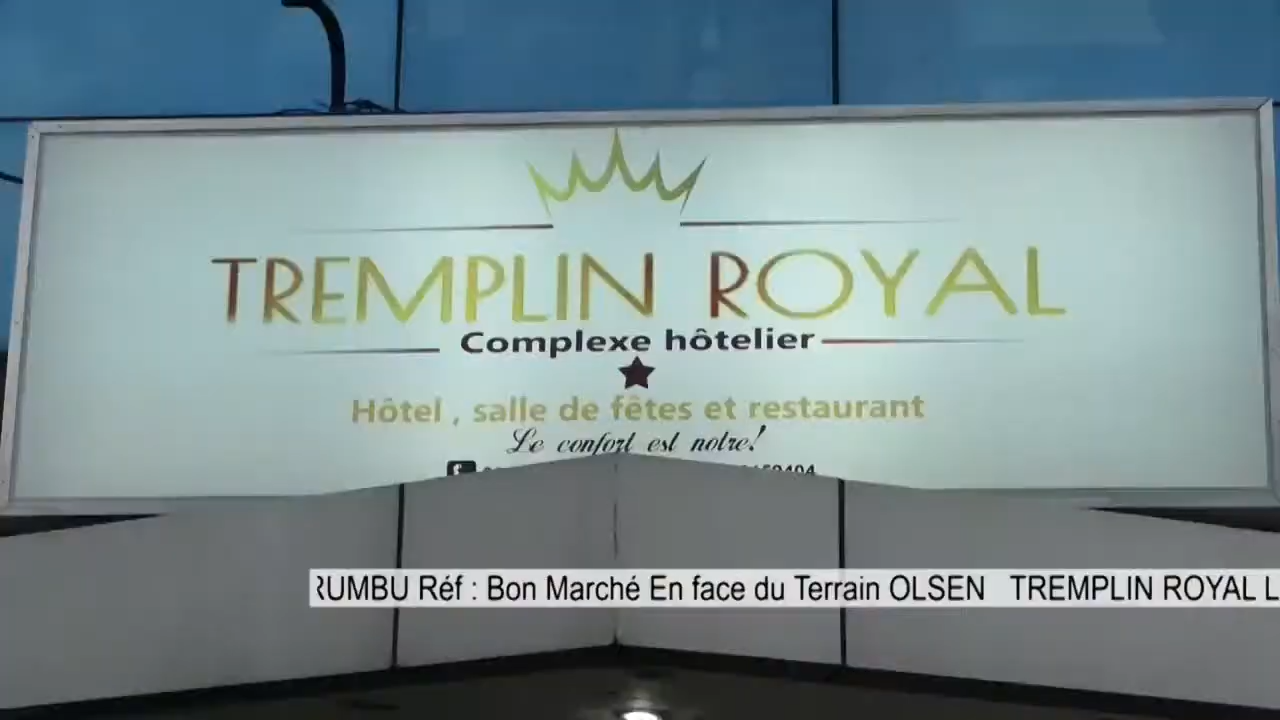 TREMPLIN ROYAL
Complexe hôtelier
Hôtel , salle de fêtes et restaurant
Le confort est notre!
RUMBU Réf : Bon Marché En face du Terrain OLSEN TREMPLIN ROYAL L